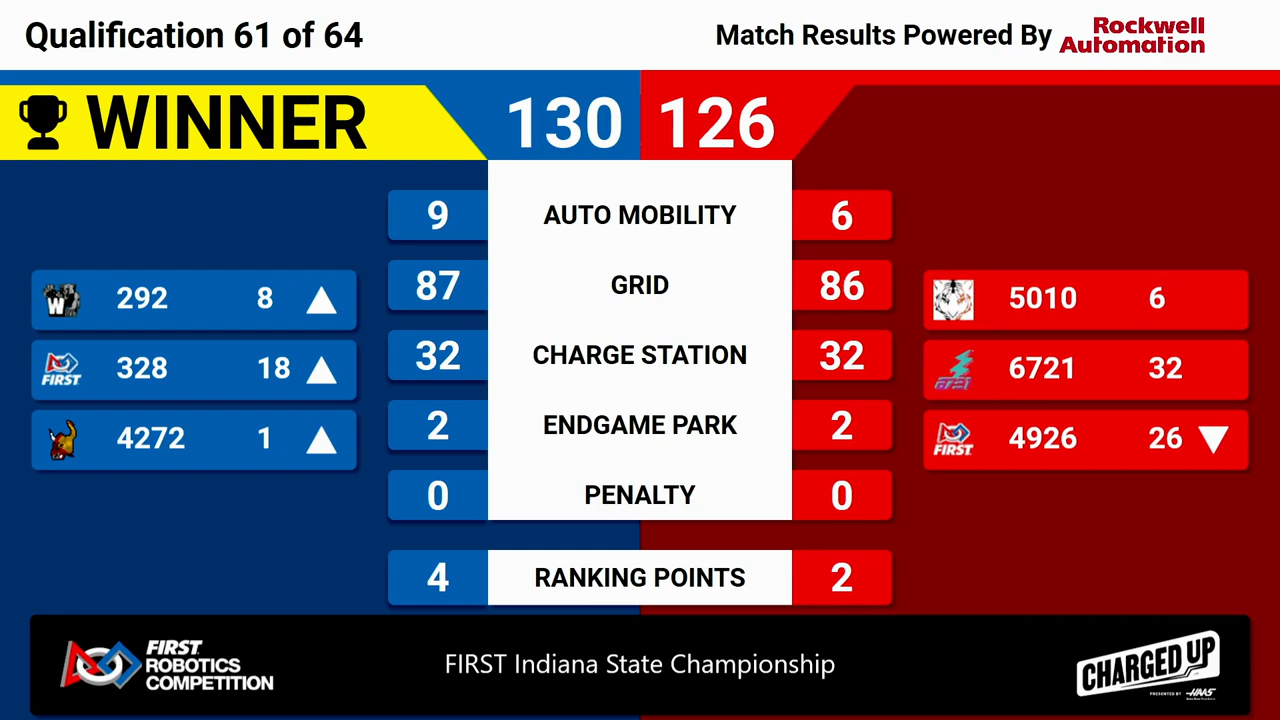 Qualification 61 of 64
Match Results Powered By Rockwell Automation
WINNER 130 126
9 AUTO MOBILITY 6
87 GRID 86
292 8 5010 6
32 CHARGE STATION 32
328 18 6721 32
2 ENDGAME PARK 2
4272 1 4926 26
0 PENALTY 0
4 RANKING POINTS 2
FIRST ROBOTICS COMPETITION
FIRST Indiana State Championship
CHARGED UP
PRESENTED BY HAAS